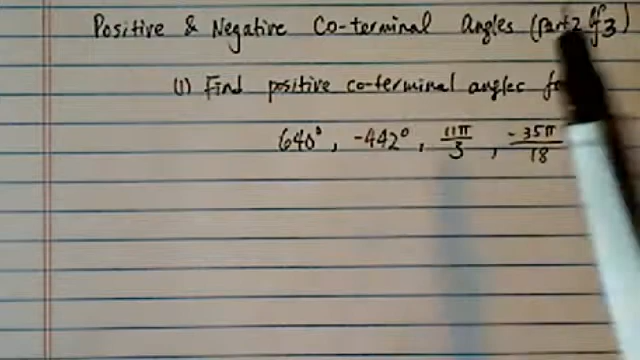 Positive & Negative Co-terminal Angles (Part 2 of 3)
(1) Find positive co-terminal angles
640°, -442°, 11π/3, -35π/18